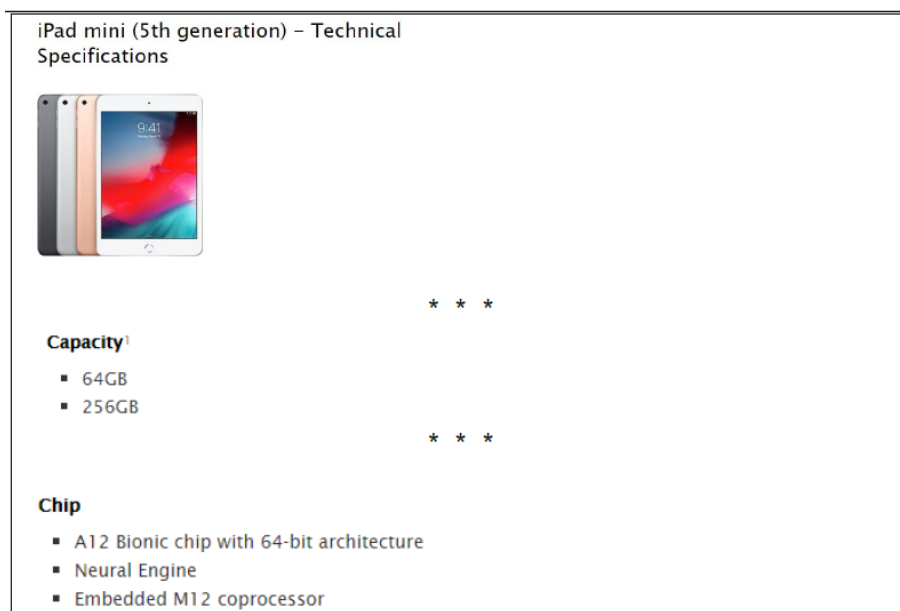 iPad mini (5th generation) – Technical
Specifications
9:41
* * *
Capacity1
▪ 64GB
▪ 256GB
* * *
Chip
▪ A12 Bionic chip with 64-bit architecture
▪ Neural Engine
▪ Embedded M12 coprocessor